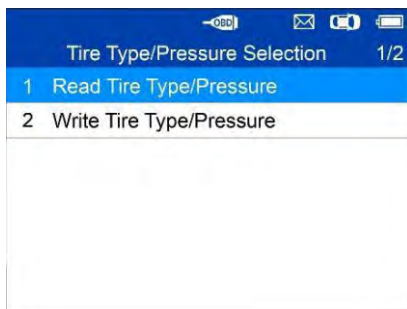 OBD
Tire Type/Pressure Selection 1/2
1 Read Tire Type/Pressure
2 Write Tire Type/Pressure